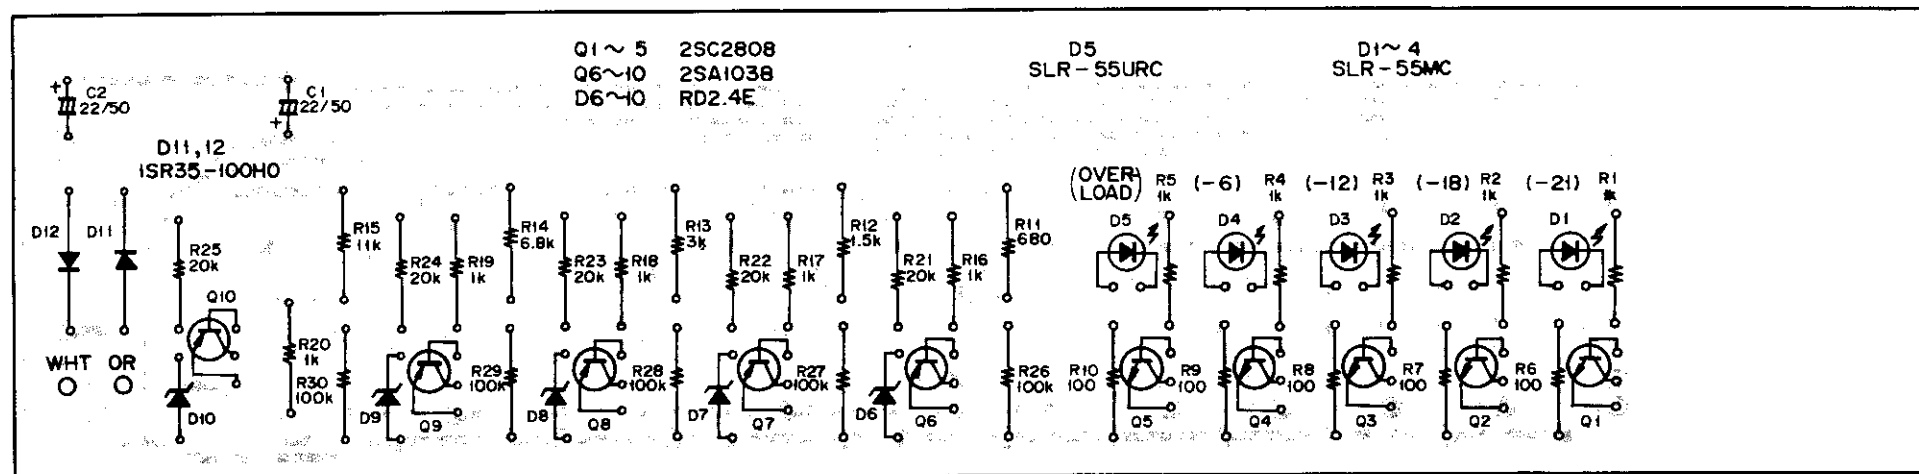 Q1～5 2SC2808
Q6～10 2SA1038
D6～10 RD2.4E
D5
SLR-55URC
D1～4
SLR-55MC
+ C2
22/50
C1
22/50
+
D11,12
1SR35-100H0
D12
D11
R25
20k
Q10
WHT OR
D10
R20
1k
R30
100k
R15
11k
R24
20k
R19
1k
D9
Q9
R29
100k
R14
6.8k
R23
20k
R18
1k
D8
Q8
R28
100k
R13
3k
R22
20k
R17
1k
D7
Q7
R27
100k
R12
1.5k
R21
20k
R16
1k
D6
Q6
R26
100k
R11
680
(OVER
LOAD)
R5
1k
D5
R10
100
Q5
(-6)
R4
1k
D4
R9
100
Q4
(-12)
R3
1k
D3
R8
100
Q3
(-18)
R2
1k
D2
R7
100
Q2
(-21)
R1
D1
R6
100
Q1